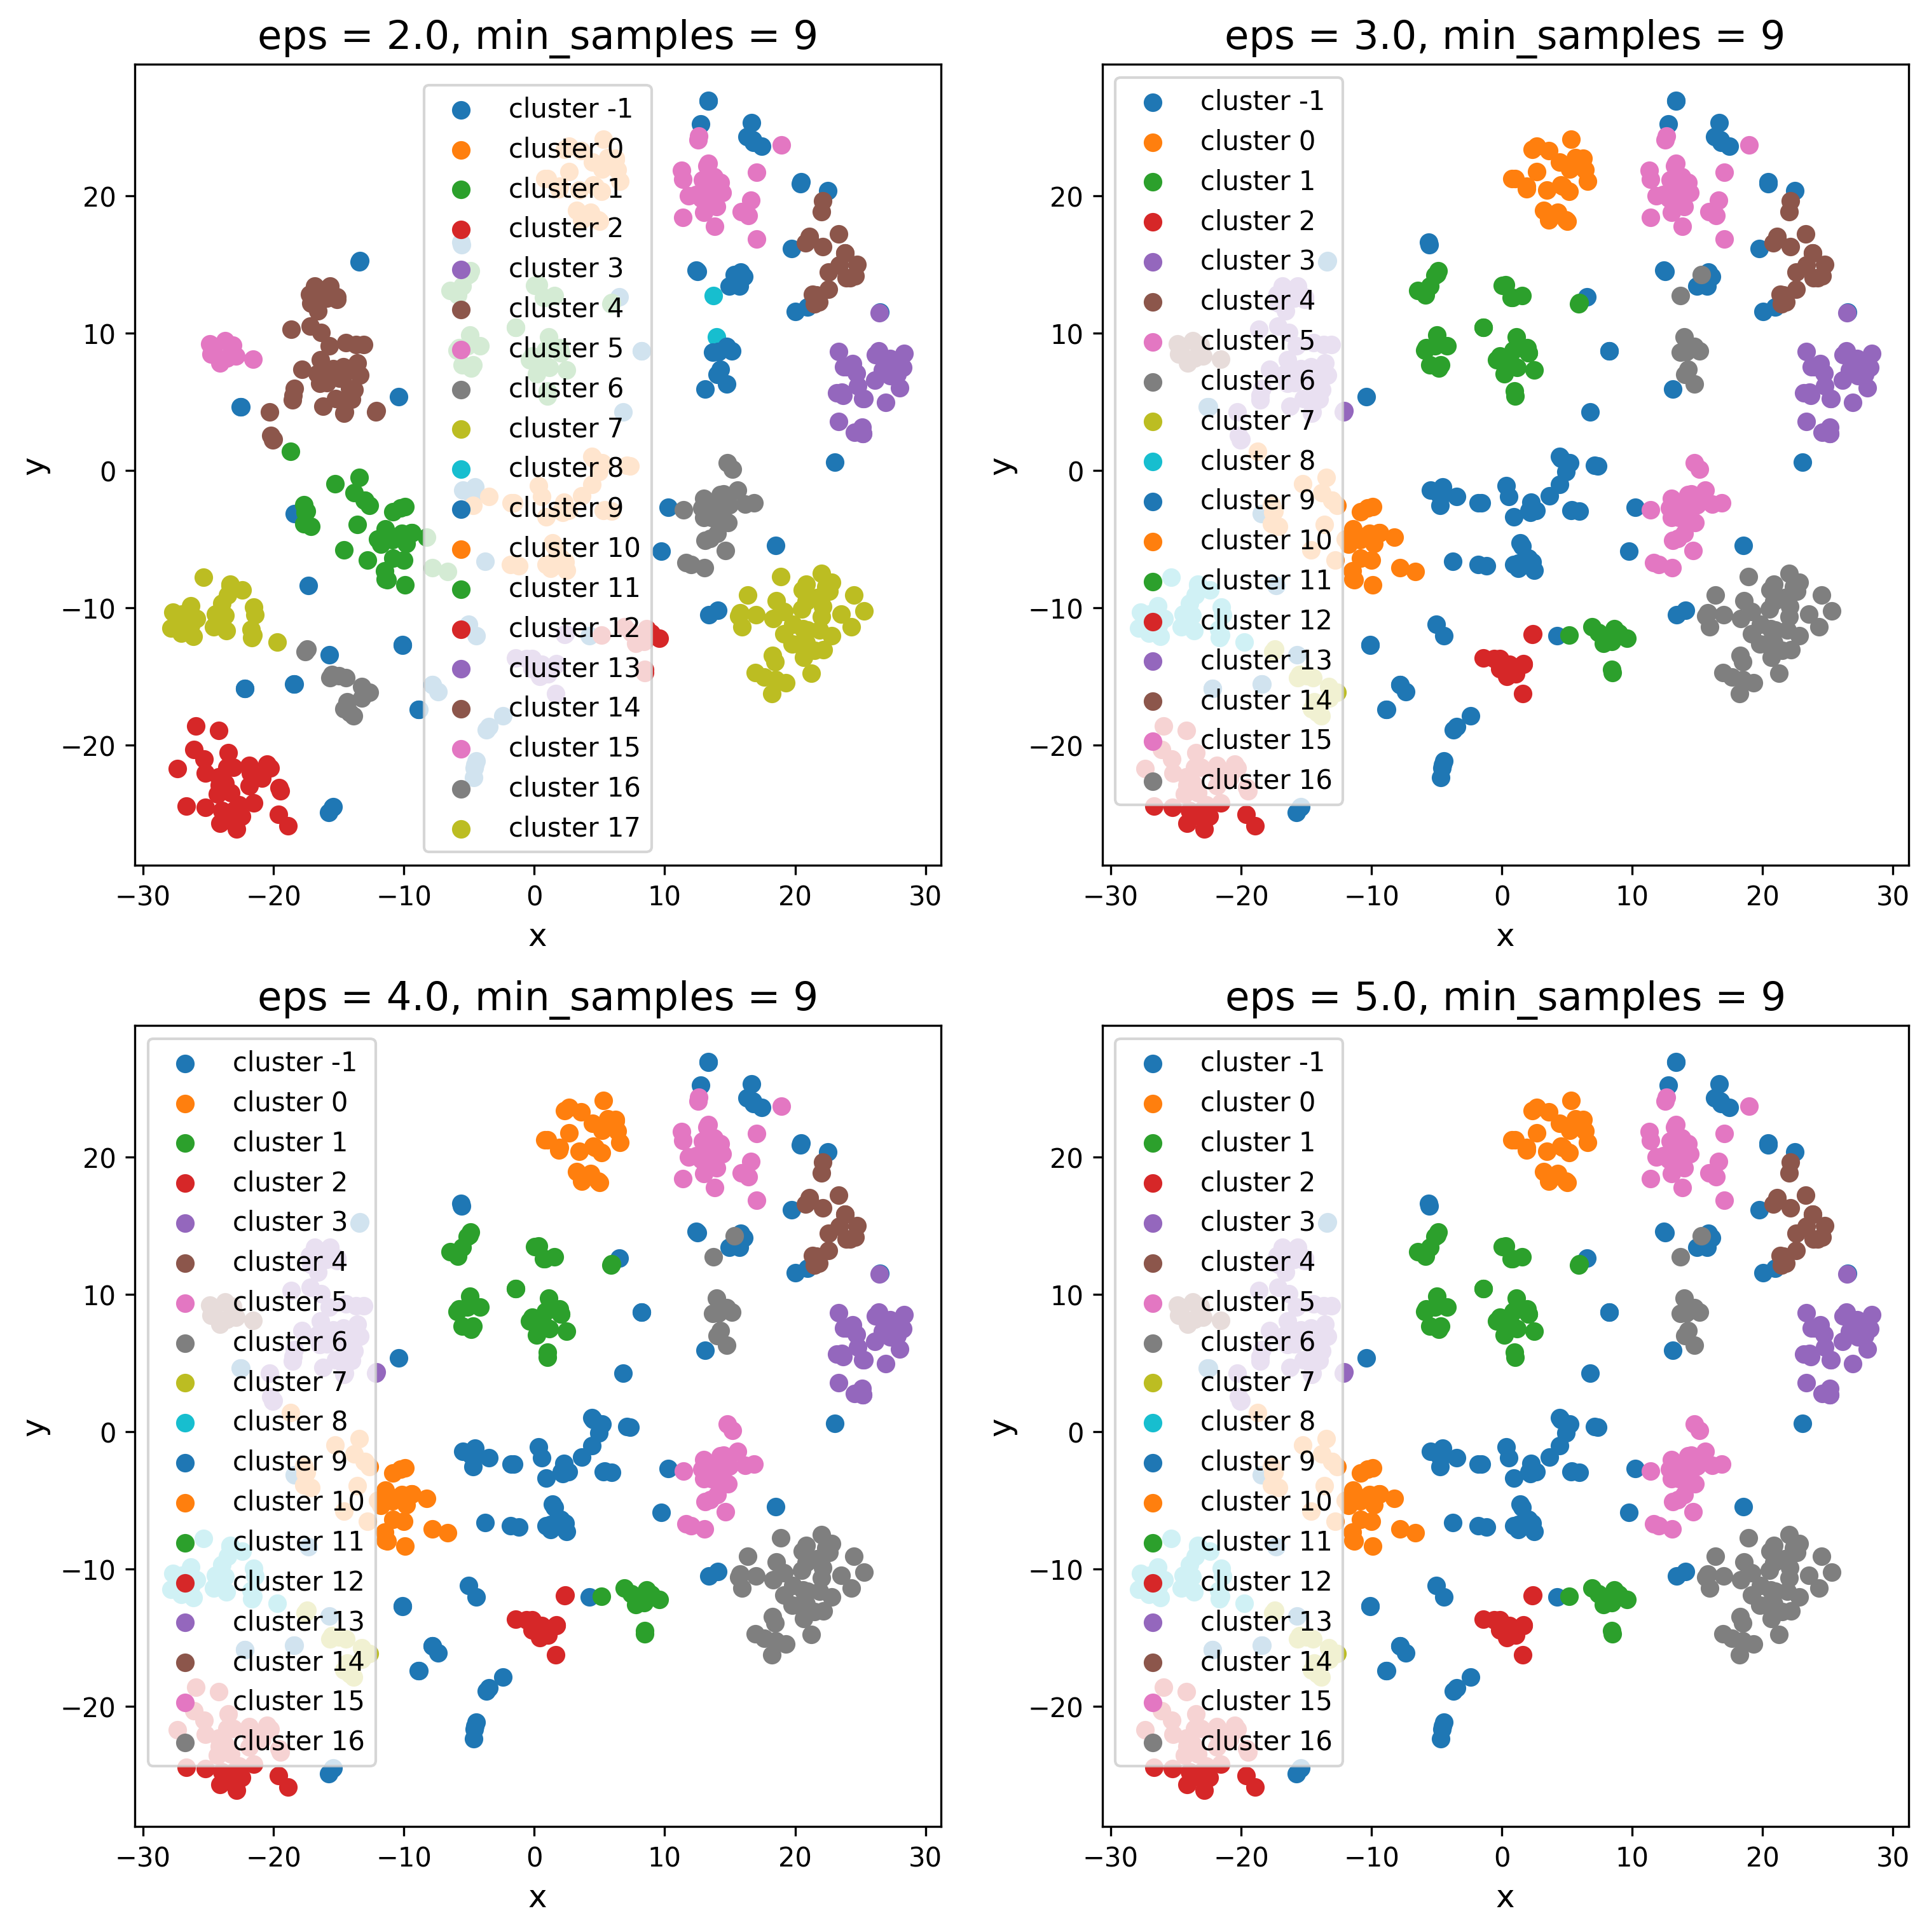 eps = 2.0, min_samples = 9
y
20
10
0
−10
−20
cluster -1
cluster 0
cluster 1
cluster 2
cluster 3
cluster 4
cluster 5
cluster 6
cluster 7
cluster 8
cluster 9
cluster 10
cluster 11
cluster 12
cluster 13
cluster 14
cluster 15
cluster 16
cluster 17
−30 −20 −10 0 10 20 30
x
eps = 3.0, min_samples = 9
y
20
10
0
−10
−20
cluster -1
cluster 0
cluster 1
cluster 2
cluster 3
cluster 4
cluster 5
cluster 6
cluster 7
cluster 8
cluster 9
cluster 10
cluster 11
cluster 12
cluster 13
cluster 14
cluster 15
cluster 16
−30 −20 −10 0 10 20 30
x
eps = 4.0, min_samples = 9
y
20
10
0
−10
−20
cluster -1
cluster 0
cluster 1
cluster 2
cluster 3
cluster 4
cluster 5
cluster 6
cluster 7
cluster 8
cluster 9
cluster 10
cluster 11
cluster 12
cluster 13
cluster 14
cluster 15
cluster 16
−30 −20 −10 0 10 20 30
x
eps = 5.0, min_samples = 9
y
20
10
0
−10
−20
cluster -1
cluster 0
cluster 1
cluster 2
cluster 3
cluster 4
cluster 5
cluster 6
cluster 7
cluster 8
cluster 9
cluster 10
cluster 11
cluster 12
cluster 13
cluster 14
cluster 15
cluster 16
−30 −20 −10 0 10 20 30
x